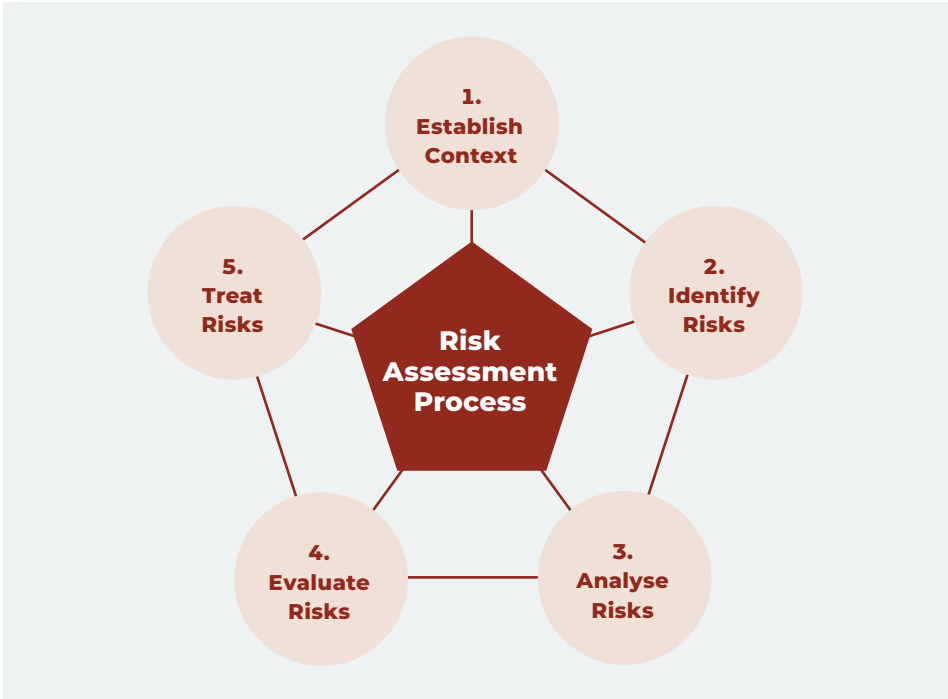 1.
Establish
Context
2.
Identify
Risks
3.
Analyse
Risks
4.
Evaluate
Risks
5.
Treat
Risks
Risk
Assessment
Process